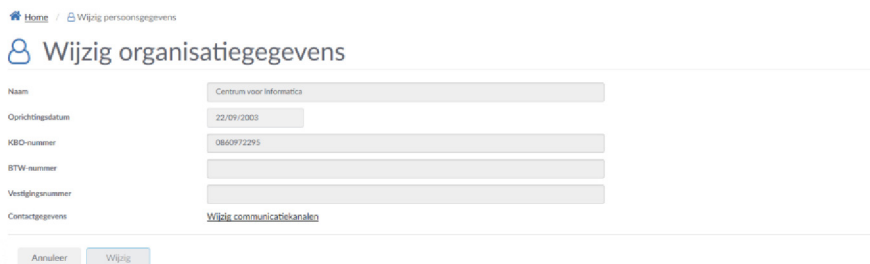 Home / Wijzig persoonsgegevens
Wijzig organisatiegegevens
Naam Centrum voor Informatica
Oprichtingsdatum 22/09/2003
KBO-nummer 0860972295
BTW-nummer
Vestigingsnummer
Contactgegevens Wijzig communicatiekanalen
Annuleer Wijzig